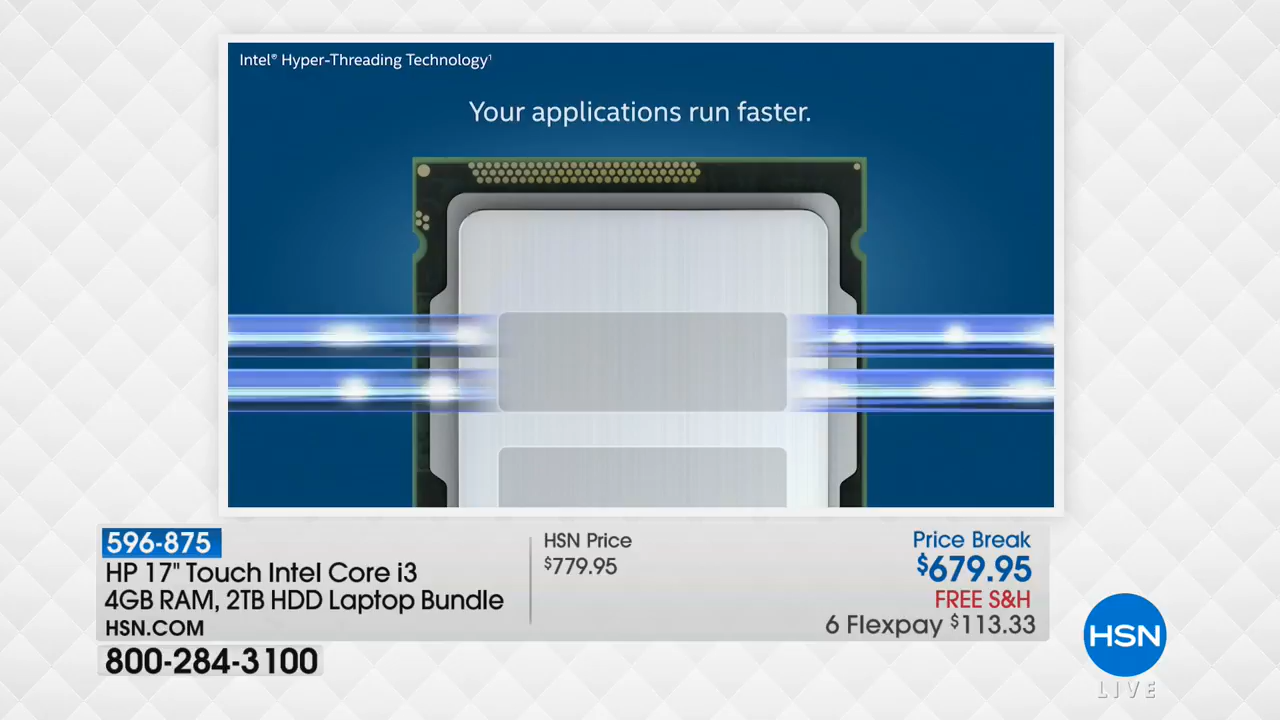 Intel® Hyper-Threading Technology¹
Your applications run faster.
596-875
HP 17" Touch Intel Core i3
4GB RAM, 2TB HDD Laptop Bundle
HSN.COM
800-284-3100
HSN Price
$779.95
Price Break
$679.95
FREE S&H
6 Flexpay $113.33
HSN
LIVE